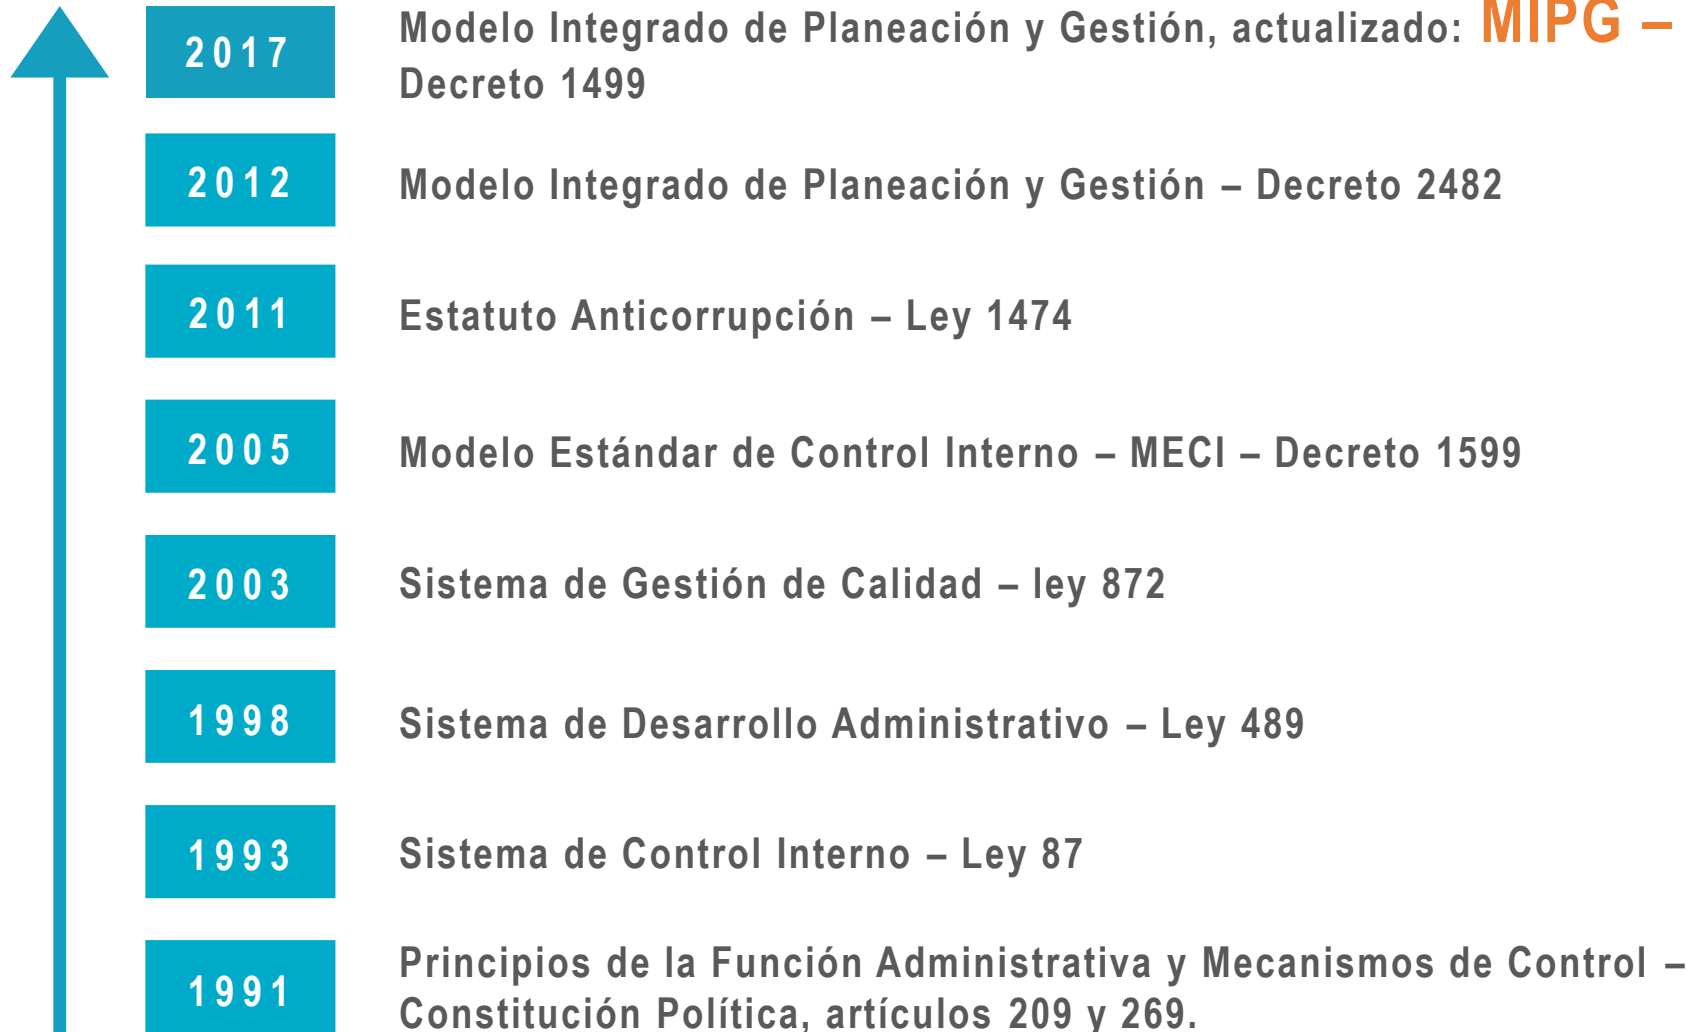 2017
Modelo Integrado de Planeación y Gestión, actualizado: MIPG –
Decreto 1499
2012
Modelo Integrado de Planeación y Gestión – Decreto 2482
2011
Estatuto Anticorrupción – Ley 1474
2005
Modelo Estándar de Control Interno – MECI – Decreto 1599
2003
Sistema de Gestión de Calidad – ley 872
1998
Sistema de Desarrollo Administrativo – Ley 489
1993
Sistema de Control Interno – Ley 87
1991
Principios de la Función Administrativa y Mecanismos de Control –
Constitución Política, artículos 209 y 269.